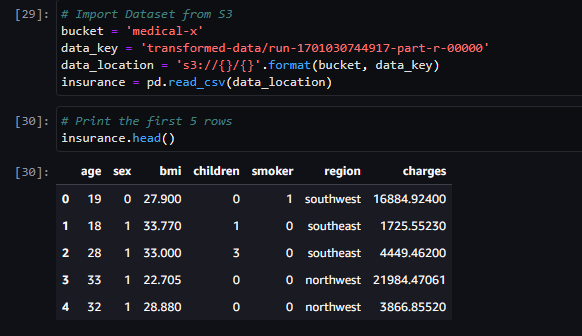 [29]: # Import Dataset from S3
bucket = 'medical-x'
data_key = 'transformed-data/run-1701030744917-part-r-00000'
data_location = 's3://{}/{}'.format(bucket, data_key)
insurance = pd.read_csv(data_location)
[30]: # Print the first 5 rows
insurance.head()
[30]: age sex bmi children smoker region charges
0 19 0 27.900 0 1 southwest 16884.92400
1 18 1 33.770 1 0 southeast 1725.55230
2 28 1 33.000 3 0 southeast 4449.46200
3 33 1 22.705 0 0 northwest 21984.47061
4 32 1 28.880 0 0 northwest 3866.85520